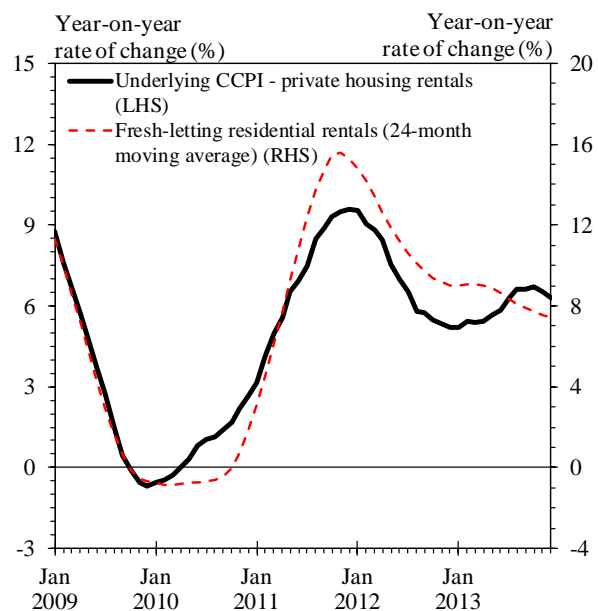 Year-on-year
rate of change (%)
Year-on-year
rate of change (%)
15
12
9
6
3
0
-3
20
16
12
8
4
0
-4
Underlying CCPI - private housing rentals
(LHS)
Fresh-letting residential rentals (24-month
moving average) (RHS)
Jan
2009
Jan
2010
Jan
2011
Jan
2012
Jan
2013